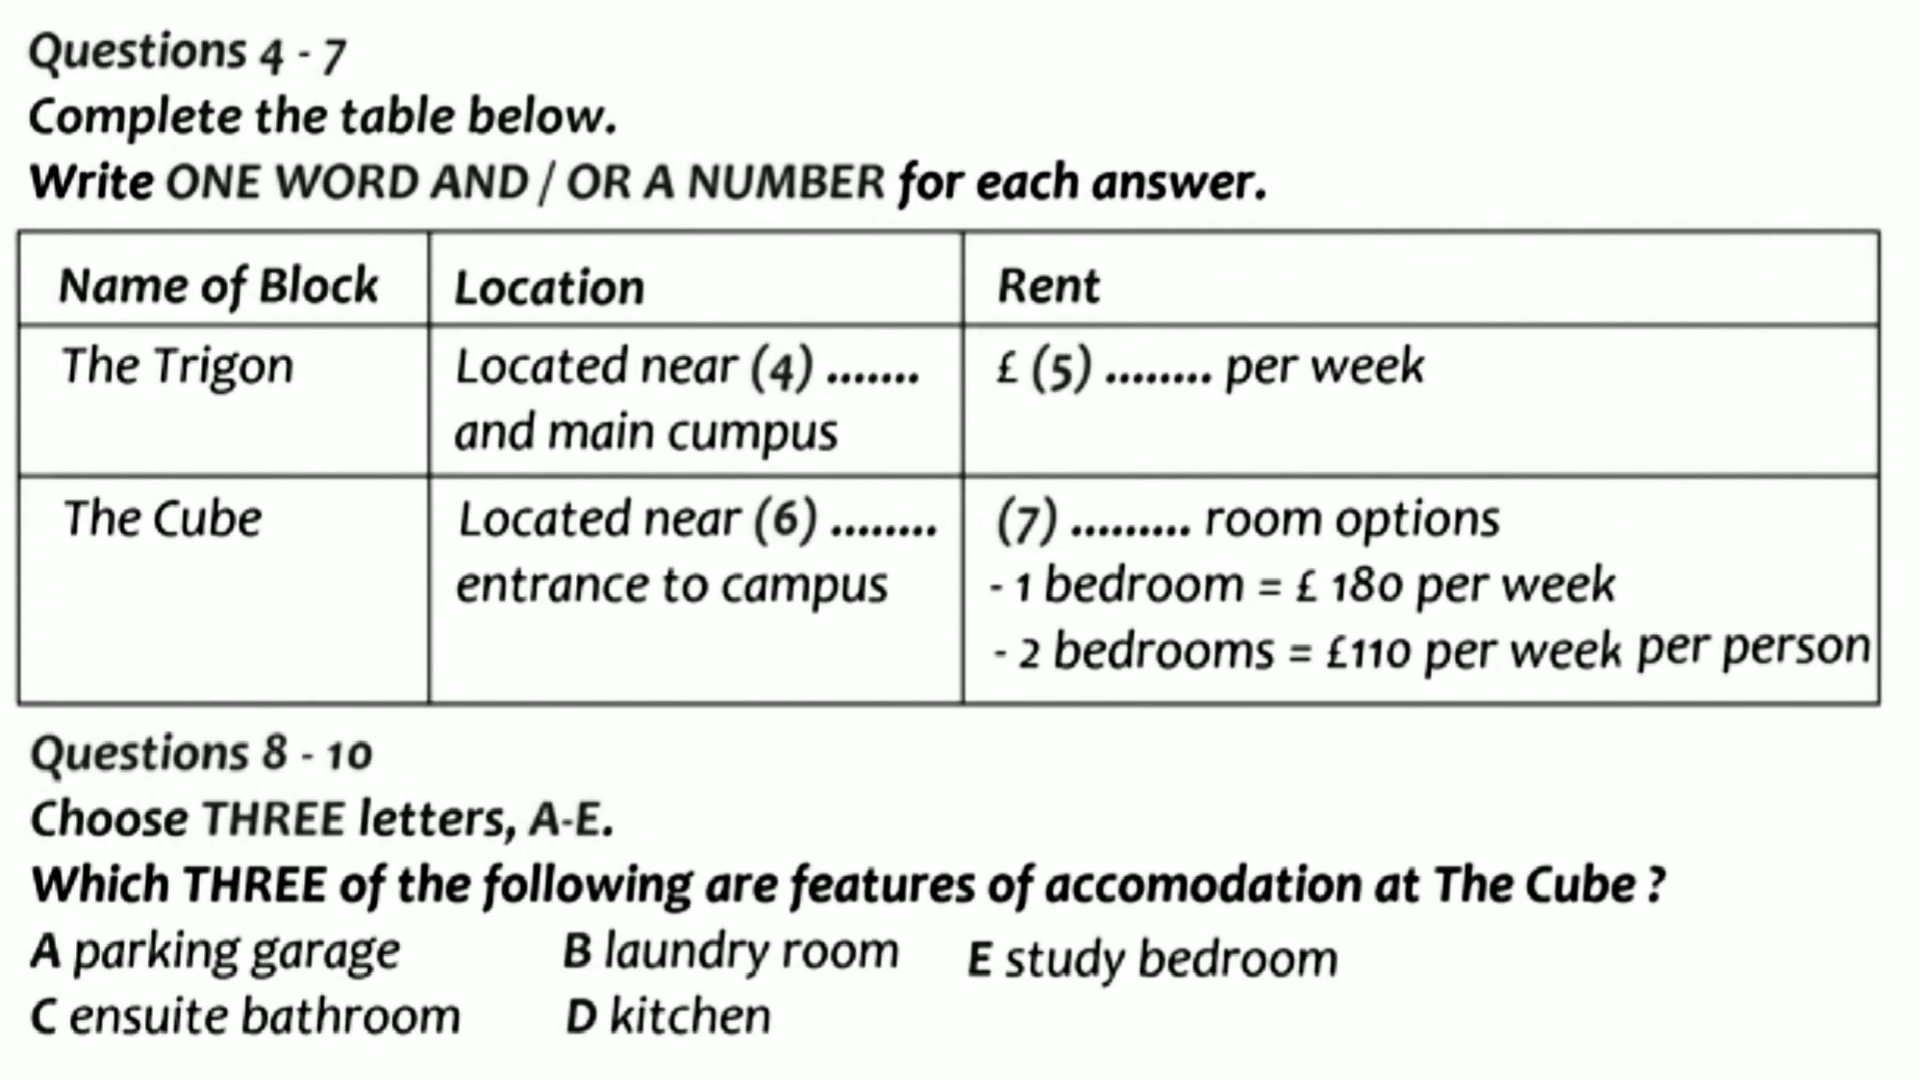 Questions 4 - 7
Complete the table below.
Write ONE WORD AND / OR A NUMBER for each answer.
Name of Block Location Rent
The Trigon Located near (4) ....... £ (5) ........ per week
and main cumpus
The Cube Located near (6) ........ (7) ......... room options
entrance to campus - 1 bedroom = £ 180 per week
- 2 bedrooms = £110 per week per person
Questions 8 - 10
Choose THREE letters, A-E.
Which THREE of the following are features of accomodation at The Cube ?
A parking garage B laundry room E study bedroom
C ensuite bathroom D kitchen